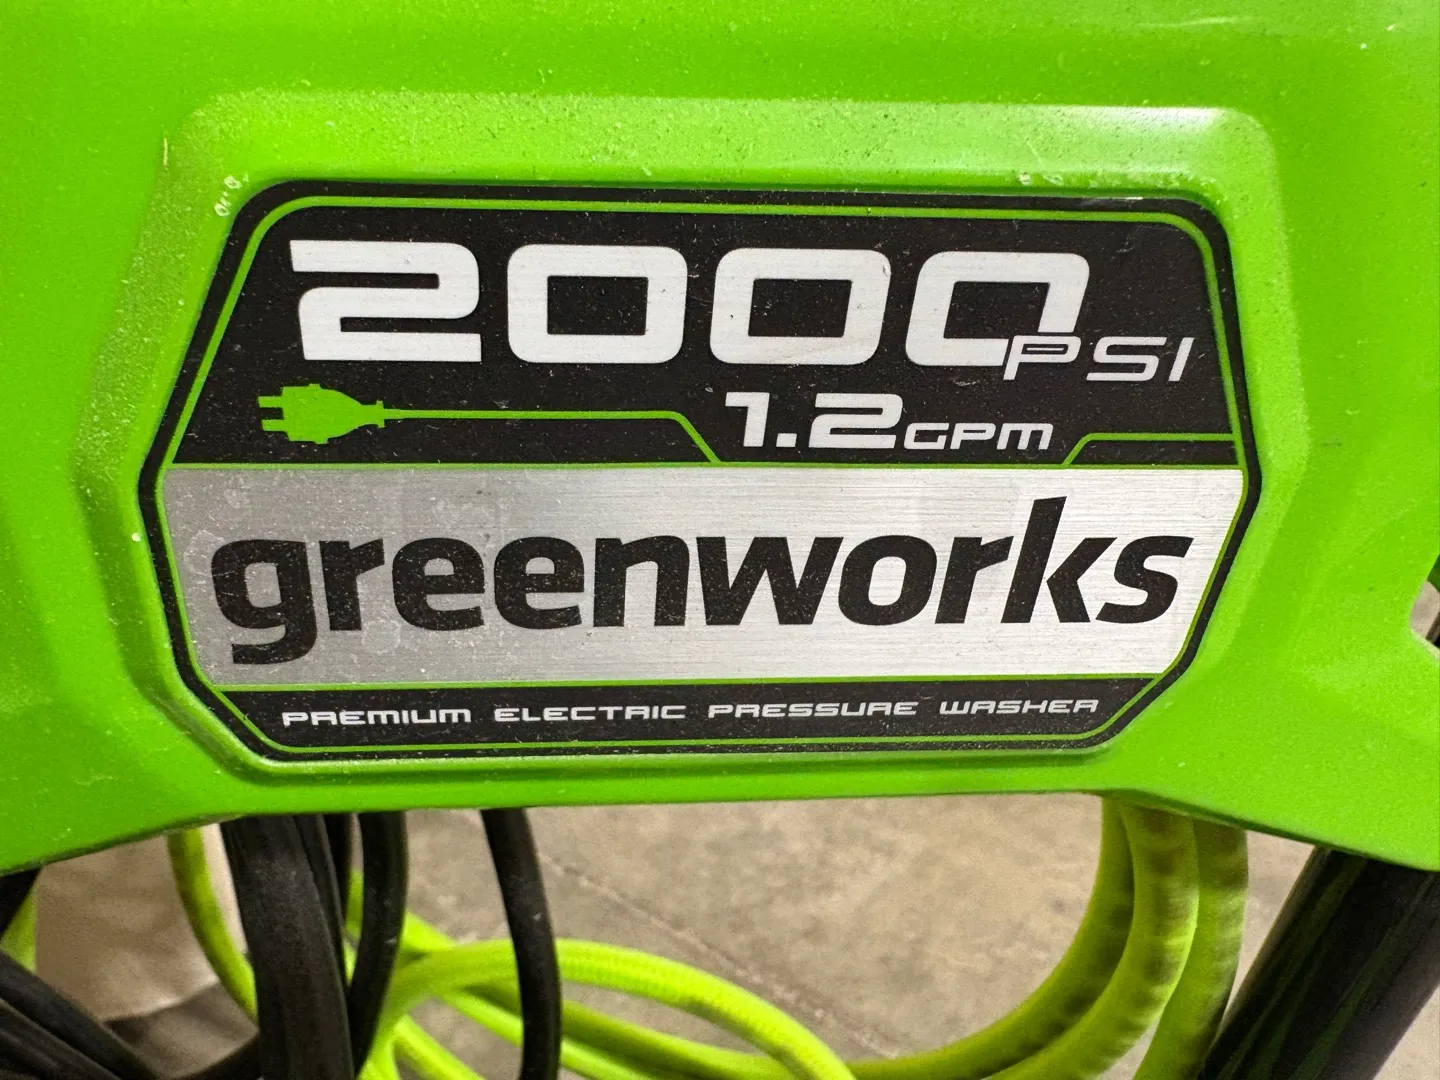 2000 PSI
1.2 GPM
greenworks
PREMIUM ELECTRIC PRESSURE WASHER